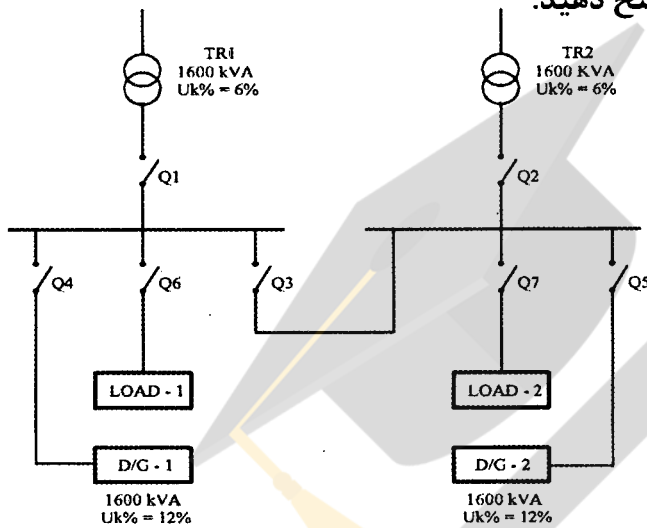 دهید.
TR1
1600 kVA
Uk% = 6%
TR2
1600 KVA
Uk% = 6%
Q1
Q2
Q4
Q6
Q3
Q7
Q5
LOAD - 1
LOAD - 2
D/G - 1
D/G - 2
1600 kVA
Uk% = 12%
1600 kVA
Uk% = 12%